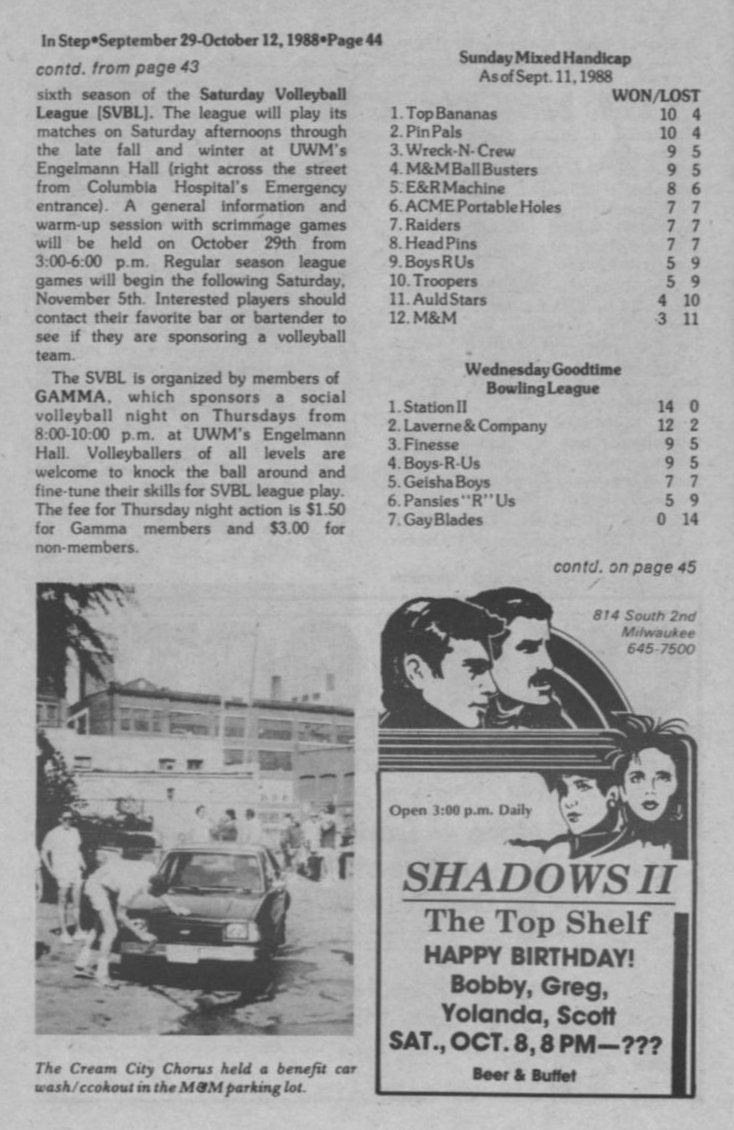 In Step•September 29-October 12, 1988•Page 44
contd. from page 43
sixth season of the Saturday Volleyball
League [SVBL]. The league will play its
matches on Saturday afternoons through
the late fall and winter at UWM's
Engelmann Hall (right across the street
from Columbia Hospital's Emergency
entrance). A general information and
warm-up session with scrimmage games
will be held on October 29th from
3:00-6:00 p.m. Regular season league
games will begin the following Saturday,
November 5th. Interested players should
contact their favorite bar or bartender to
see if they are sponsoring a volleyball
team.
The SVBL is organized by members of
GAMMA, which sponsors a social
volleyball night on Thursdays from
8:00-10:00 p.m. at UWM's Engelmann
Hall. Volleyballers of all levels are
welcome to knock the ball around and
fine-tune their skills for SVBL league play.
The fee for Thursday night action is $1.50
for Gamma members and $3.00 for
non-members.
The Cream City Chorus held a benefit car
wash/ccokout in the M&M parking lot.
Sunday Mixed Handicap
As of Sept. 11, 1988
WON/LOST
1. Top Bananas 10 4
2. Pin Pals 10 4
3. Wreck-N-Crew 9 5
4. M&M Ball Busters 9 5
5. E&R Machine 8 6
6. ACME Portable Holes 7 7
7. Raiders 7 7
8. Head Pins 7 7
9. Boys R Us 5 9
10. Troopers 5 9
11. Auld Stars 4 10
12. M&M 3 11
Wednesday Goodtime
Bowling League
1. Station II 14 0
2. Laverne & Company 12 2
3. Finesse 9 5
4. Boys-R-Us 9 5
5. Geisha Boys 7 7
6. Pansies "R" Us 5 9
7. Gay Blades 0 14
contd. on page 45
814 South 2nd
Milwaukee
645-7500
Open 3:00 p.m. Daily
SHADOWS II
The Top Shelf
HAPPY BIRTHDAY!
Bobby, Greg,
Yolanda, Scott
SAT., OCT. 8, 8 PM—???
Beer & Buffet